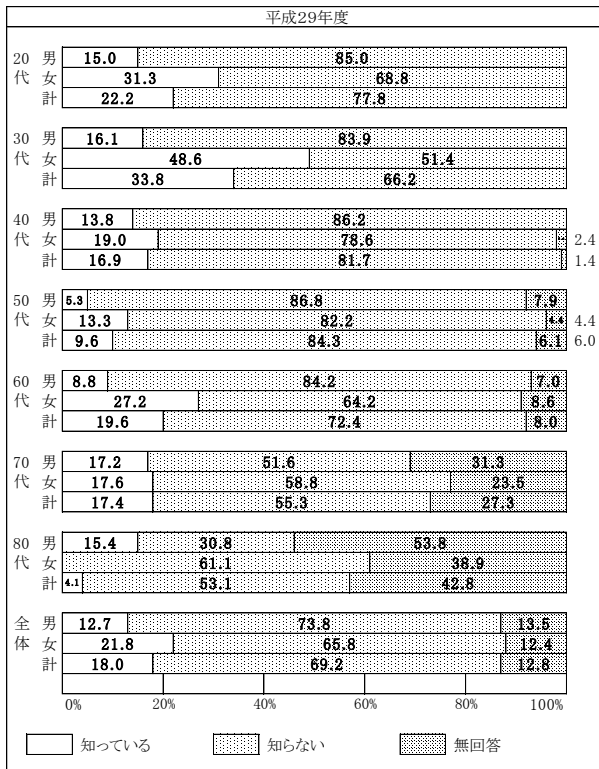 平成29年度
20 男 15.0 85.0
代 女 31.3 68.8
計 22.2 77.8
30 男 16.1 83.9
代 女 48.6 51.4
計 33.8 66.2
40 男 13.8 86.2
代 女 19.0 78.6 2.4
計 16.9 81.7 1.4
50 男 5.3 86.8 7.9
代 女 13.3 82.2 4.4 4.4
計 9.6 84.3 6.1 6.0
60 男 8.8 84.2 7.0
代 女 27.2 64.2 8.6
計 19.6 72.4 8.0
70 男 17.2 51.6 31.3
代 女 17.6 58.8 23.5
計 17.4 55.3 27.3
80 男 15.4 30.8 53.8
代 女 61.1 38.9
計 4.1 53.1 42.8
全 男 12.7 73.8 13.5
体 女 21.8 65.8 12.4
計 18.0 69.2 12.8
0% 20% 40% 60% 80% 100%
知っている 知らない 無回答